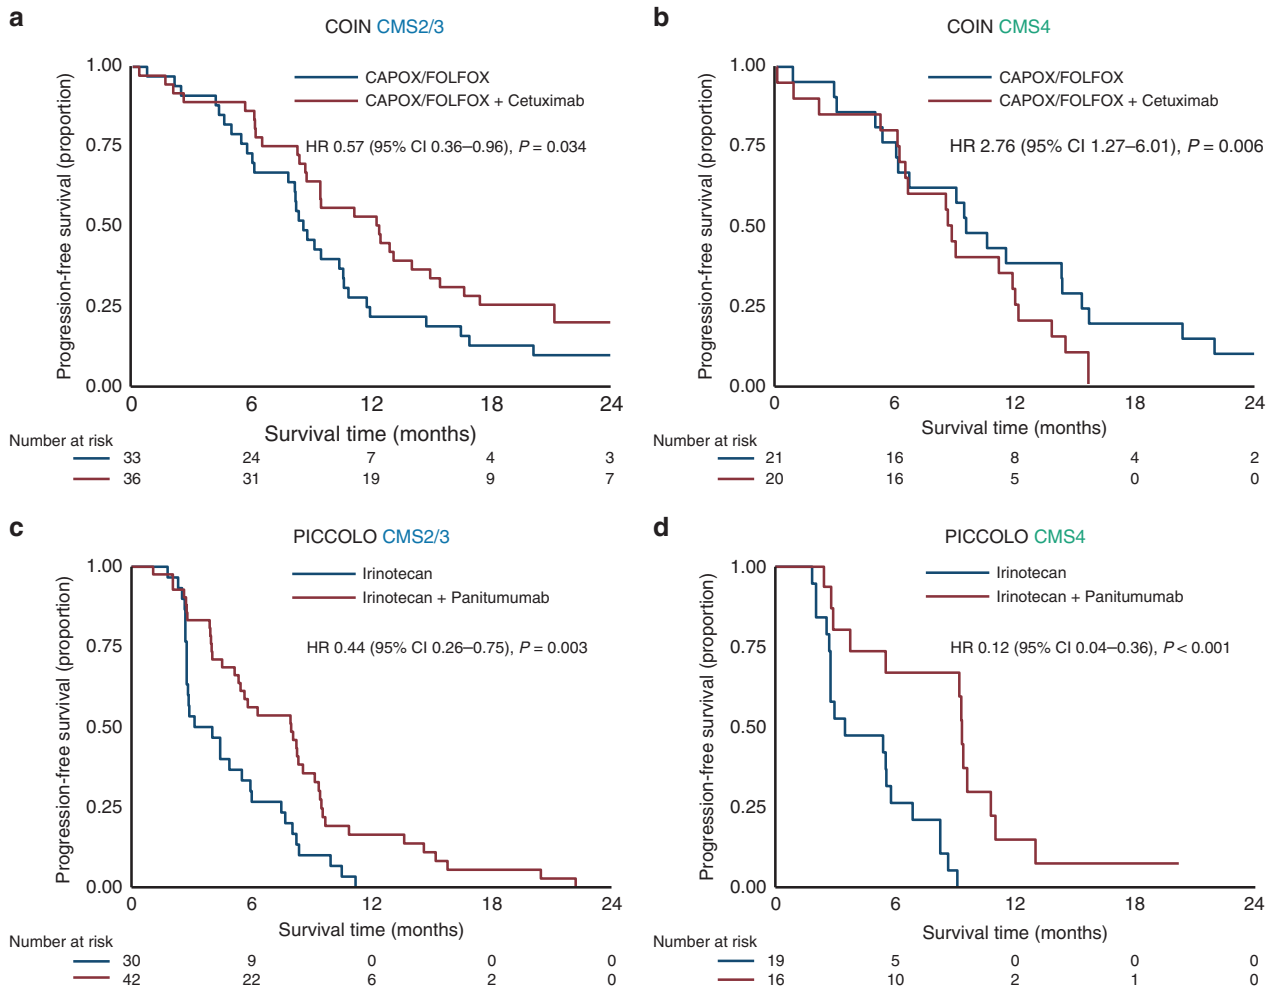 a
COIN CMS2/3
CAPOX/FOLFOX
CAPOX/FOLFOX + Cetuximab
HR 0.57 (95% CI 0.36–0.96), P = 0.034
Progression-free survival (proportion)
1.00
0.75
0.50
0.25
0.00
0 6 12 18 24
Survival time (months)
Number at risk
33 24 7 4 3
36 31 19 9 7
b
COIN CMS4
CAPOX/FOLFOX
CAPOX/FOLFOX + Cetuximab
HR 2.76 (95% CI 1.27–6.01), P = 0.006
Progression-free survival (proportion)
1.00
0.75
0.50
0.25
0.00
0 6 12 18 24
Survival time (months)
Number at risk
21 16 8 4 2
20 16 5 0 0
c
PICCOLO CMS2/3
Irinotecan
Irinotecan + Panitumumab
HR 0.44 (95% CI 0.26–0.75), P = 0.003
Progression-free survival (proportion)
1.00
0.75
0.50
0.25
0.00
0 6 12 18 24
Survival time (months)
Number at risk
30 9 0 0 0
42 22 6 2 0
d
PICCOLO CMS4
Irinotecan
Irinotecan + Panitumumab
HR 0.12 (95% CI 0.04–0.36), P < 0.001
Progression-free survival (proportion)
1.00
0.75
0.50
0.25
0.00
0 6 12 18 24
Survival time (months)
Number at risk
19 5 0 0 0
16 10 2 1 0